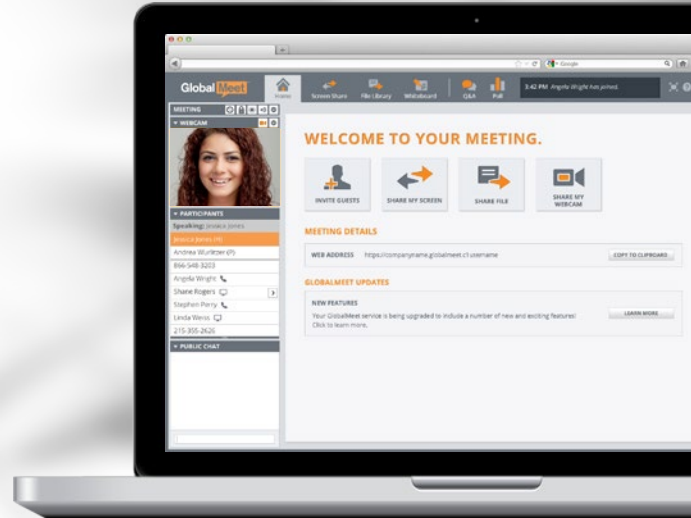 Google
GlobalMeet
Home
Screen Share
File Library
Whiteboard
Q&A
Poll
3:42 PM Angela Wright has joined.
MEETING
WEBCAM
PARTICIPANTS
Speaking: Jessica Jones
Jessica Jones (M)
Andrea Wurlitzer (P)
866-548-3203
Angela Wright
Shane Rogers
Stephen Perry
Linda Weiss
215-355-2626
PUBLIC CHAT
WELCOME TO YOUR MEETING.
INVITE GUESTS
SHARE MY SCREEN
SHARE FILE
SHARE MY
WEBCAM
MEETING DETAILS
WEB ADDRESS https://companyname.globalmeet.c1.username
COPY TO CLIPBOARD
GLOBALMEET UPDATES
NEW FEATURES
Your GlobalMeet service is being upgraded to include a number of new and exciting features!
Click to learn more.
LEARN MORE